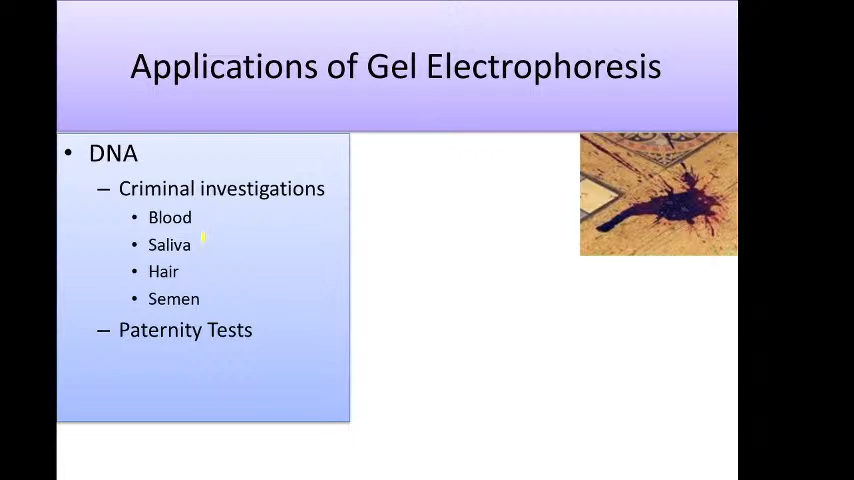 Applications of Gel Electrophoresis
• DNA
– Criminal investigations
• Blood
• Saliva
• Hair
• Semen
– Paternity Tests